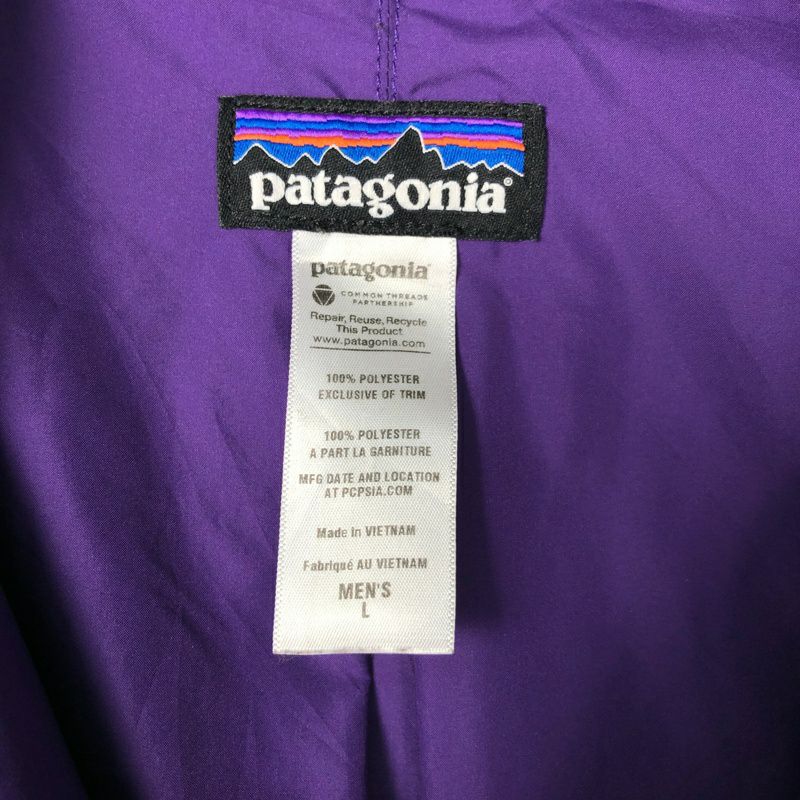 patagonia®
patagonia®
COMMON THREADS
PARTNERSHIP
Repair, Reuse, Recycle
This Product
www.patagonia.com
100% POLYESTER
EXCLUSIVE OF TRIM
100% POLYESTER
A PART LA GARNITURE
MFG DATE AND LOCATION
AT PCPSIA.COM
Made in VIETNAM
Fabriqué AU VIETNAM
MEN'S
L